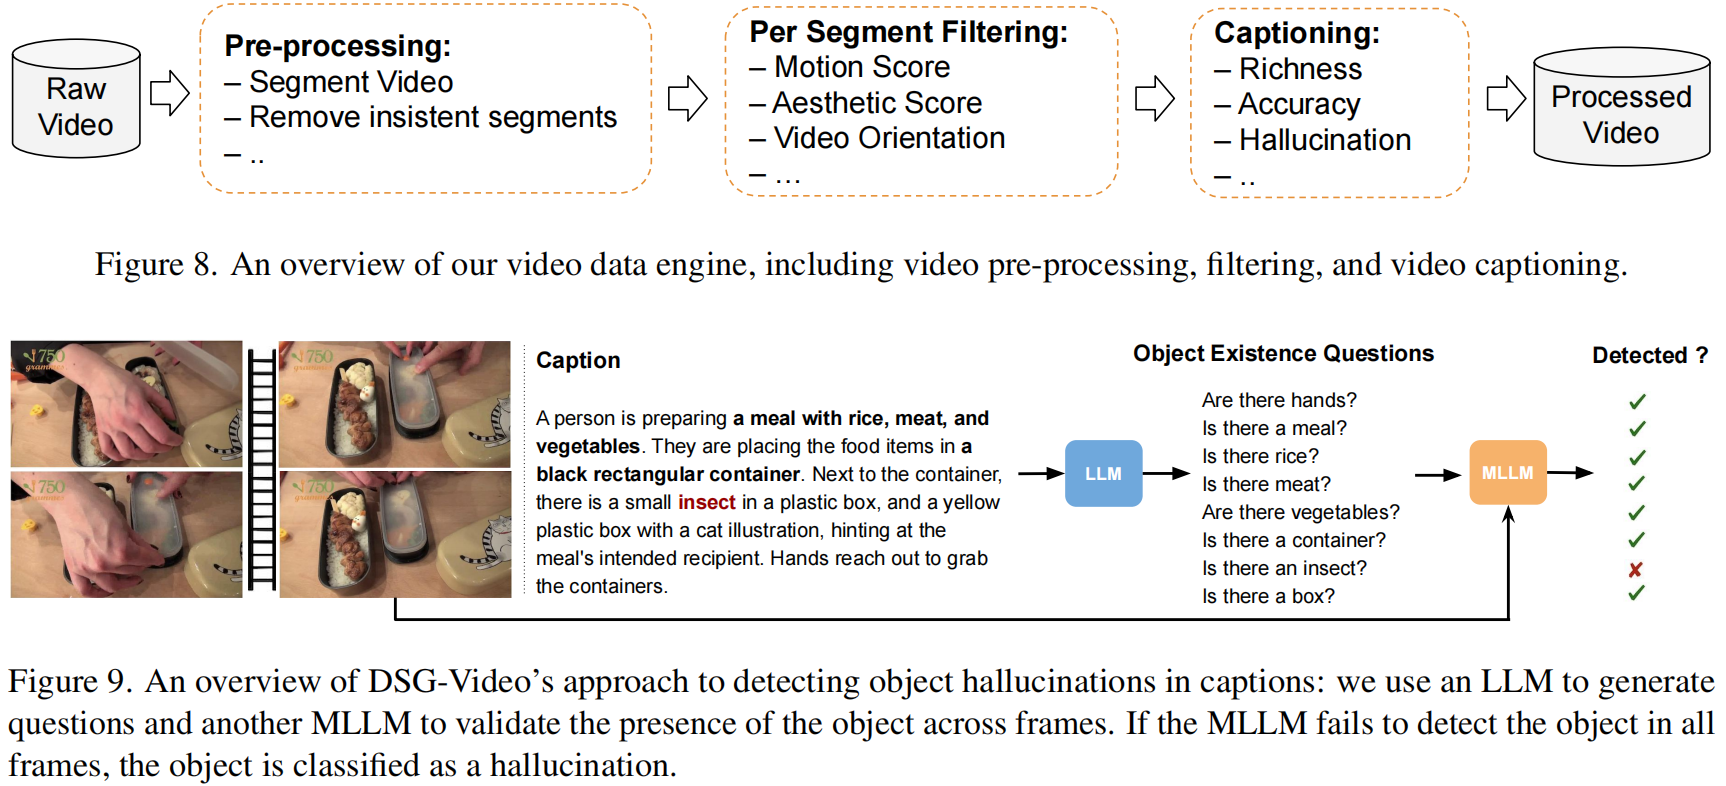 Raw
Video
Pre-processing:
– Segment Video
– Remove insistent segments
– ..
Per Segment Filtering:
– Motion Score
– Aesthetic Score
– Video Orientation
– ...
Captioning:
– Richness
– Accuracy
– Hallucination
– ..
Processed
Video
Figure 8. An overview of our video data engine, including video pre-processing, filtering, and video captioning.
750
grammes
750
grammes
750
grammes
750
grammes
Caption
A person is preparing a meal with rice, meat, and
vegetables. They are placing the food items in a
black rectangular container. Next to the container,
there is a small insect in a plastic box, and a yellow
plastic box with a cat illustration, hinting at the
meal's intended recipient. Hands reach out to grab
the containers.
LLM
Object Existence Questions
Are there hands?
Is there a meal?
Is there rice?
Is there meat?
Are there vegetables?
Is there a container?
Is there an insect?
Is there a box?
MLLM
Detected ?
✓
✓
✓
✓
✓
✓
✗
✓
Figure 9. An overview of DSG-Video's approach to detecting object hallucinations in captions: we use an LLM to generate
questions and another MLLM to validate the presence of the object across frames. If the MLLM fails to detect the object in all
frames, the object is classified as a hallucination.